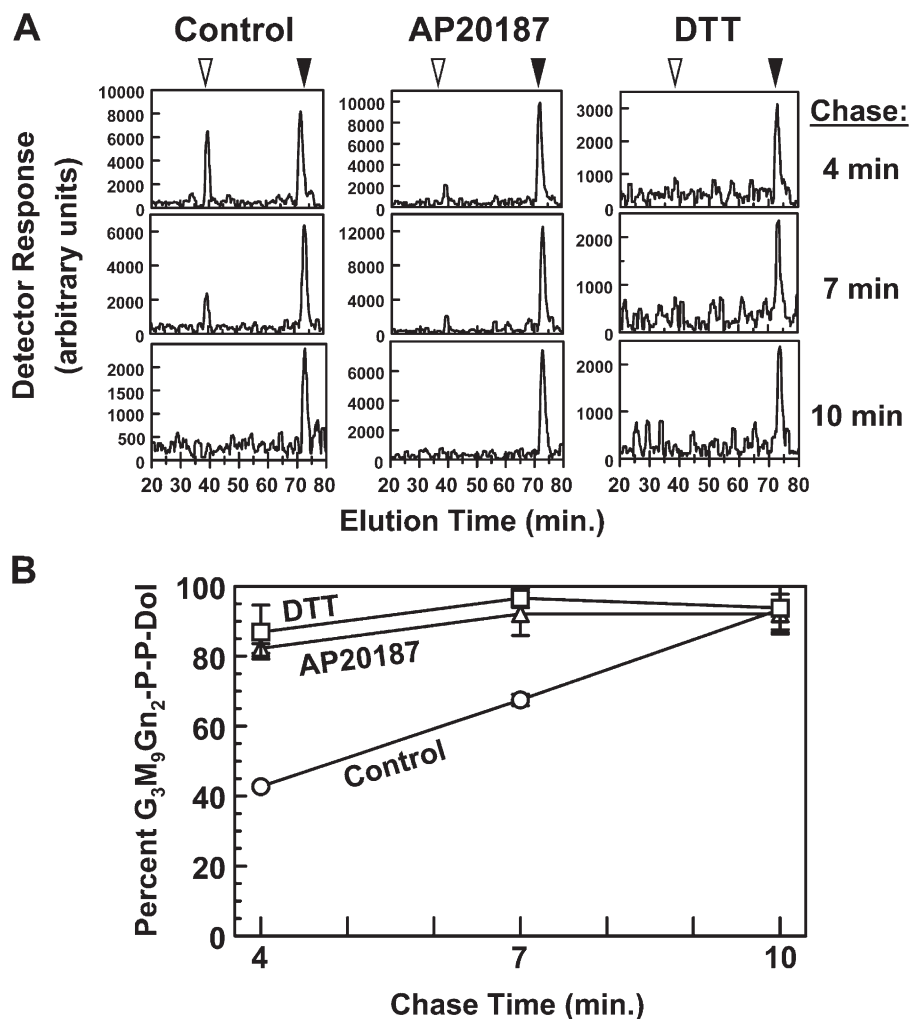 A
Control AP20187 DTT
Chase:
Detector Response
(arbitrary units)
10000 8000 6000 4000 2000 0
10000 8000 6000 4000 2000 0
3000 2000 1000 0
4 min
6000 4000 2000 0
12000 8000 4000 0
2000 1000 0
7 min
2000 1500 1000 500 0
6000 4000 2000 0
2000 1000 0
10 min
20 30 40 50 60 70 80
20 30 40 50 60 70 80
20 30 40 50 60 70 80
Elution Time (min.)
B
Percent G₃M₉Gn₂-P-P-Dol
100
80
60
40
20
0
DTT
AP20187
Control
4 7 10
Chase Time (min.)